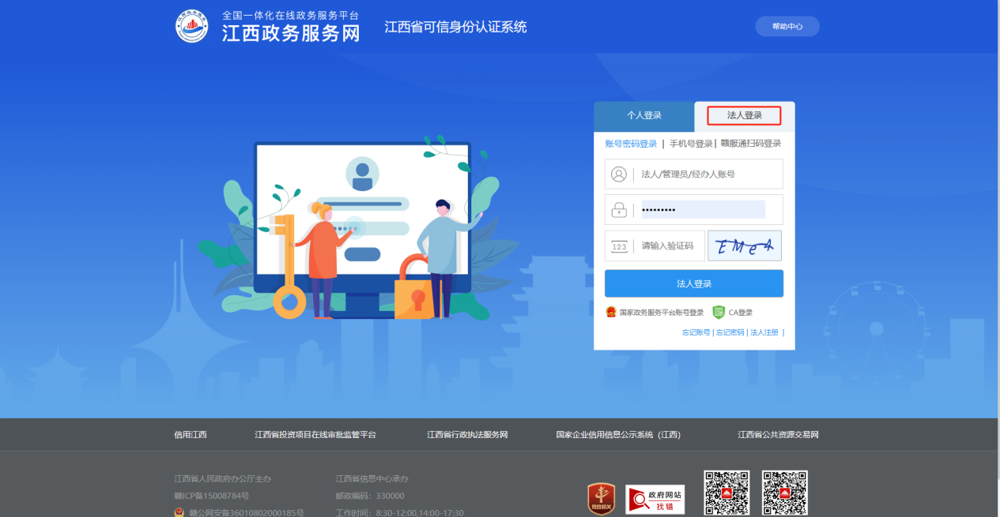 全国一体化在线政务服务平台
江西政务服务网
江西省可信身份认证系统
帮助中心
个人登录
法人登录
账号密码登录 | 手机号登录 | 赣服通扫码登录
法人/管理员/经办人账号
•••••••••
123
请输入验证码
EMeA
法人登录
国家政务服务平台账号登录
CA登录
忘记账号 | 忘记密码 | 法人注册 |
信用江西
江西省投资项目在线审批监管平台
江西省行政执法服务网
国家企业信用信息公示系统（江西）
江西省公共资源交易网
江西省人民政府办公厅主办
江西省信息中心承办
赣ICP备15008784号
邮政编码：330000
赣公网安备36010802000185号
工作时间：8:30-12:00,14:00-17:30
党政机关
政府网站
找错